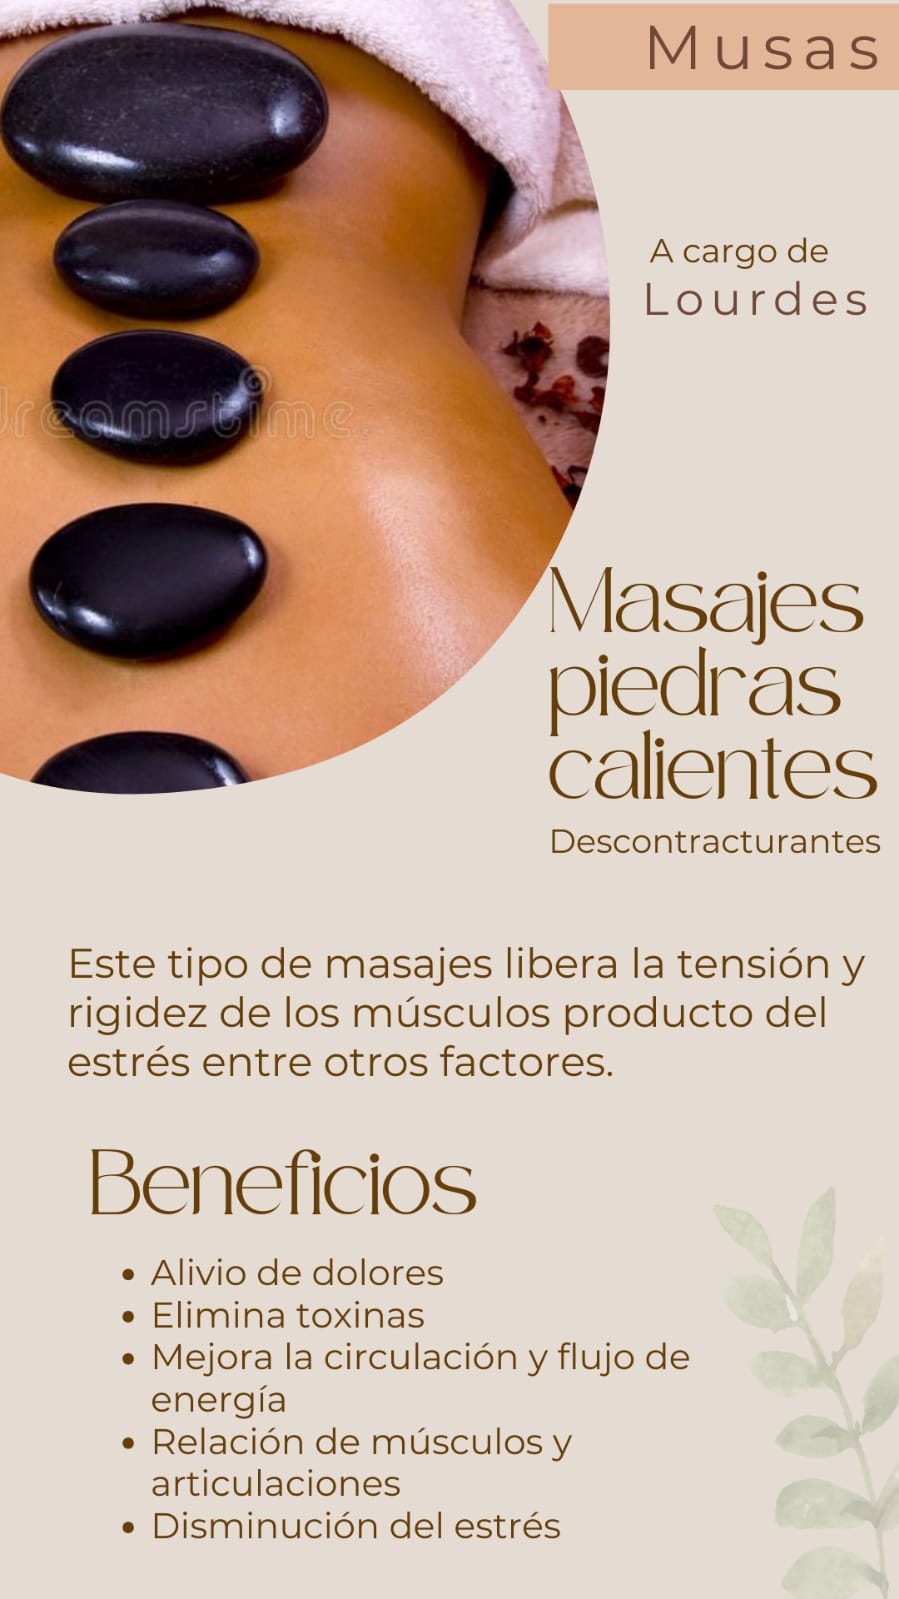 Musas
A cargo de
Lourdes
dreamstime.
Masajes
piedras
calientes
Descontracturantes
Este tipo de masajes libera la tensión y
rigidez de los músculos producto del
estrés entre otros factores.
Beneficios
• Alivio de dolores
• Elimina toxinas
• Mejora la circulación y flujo de
energía
• Relación de músculos y
articulaciones
• Disminución del estrés